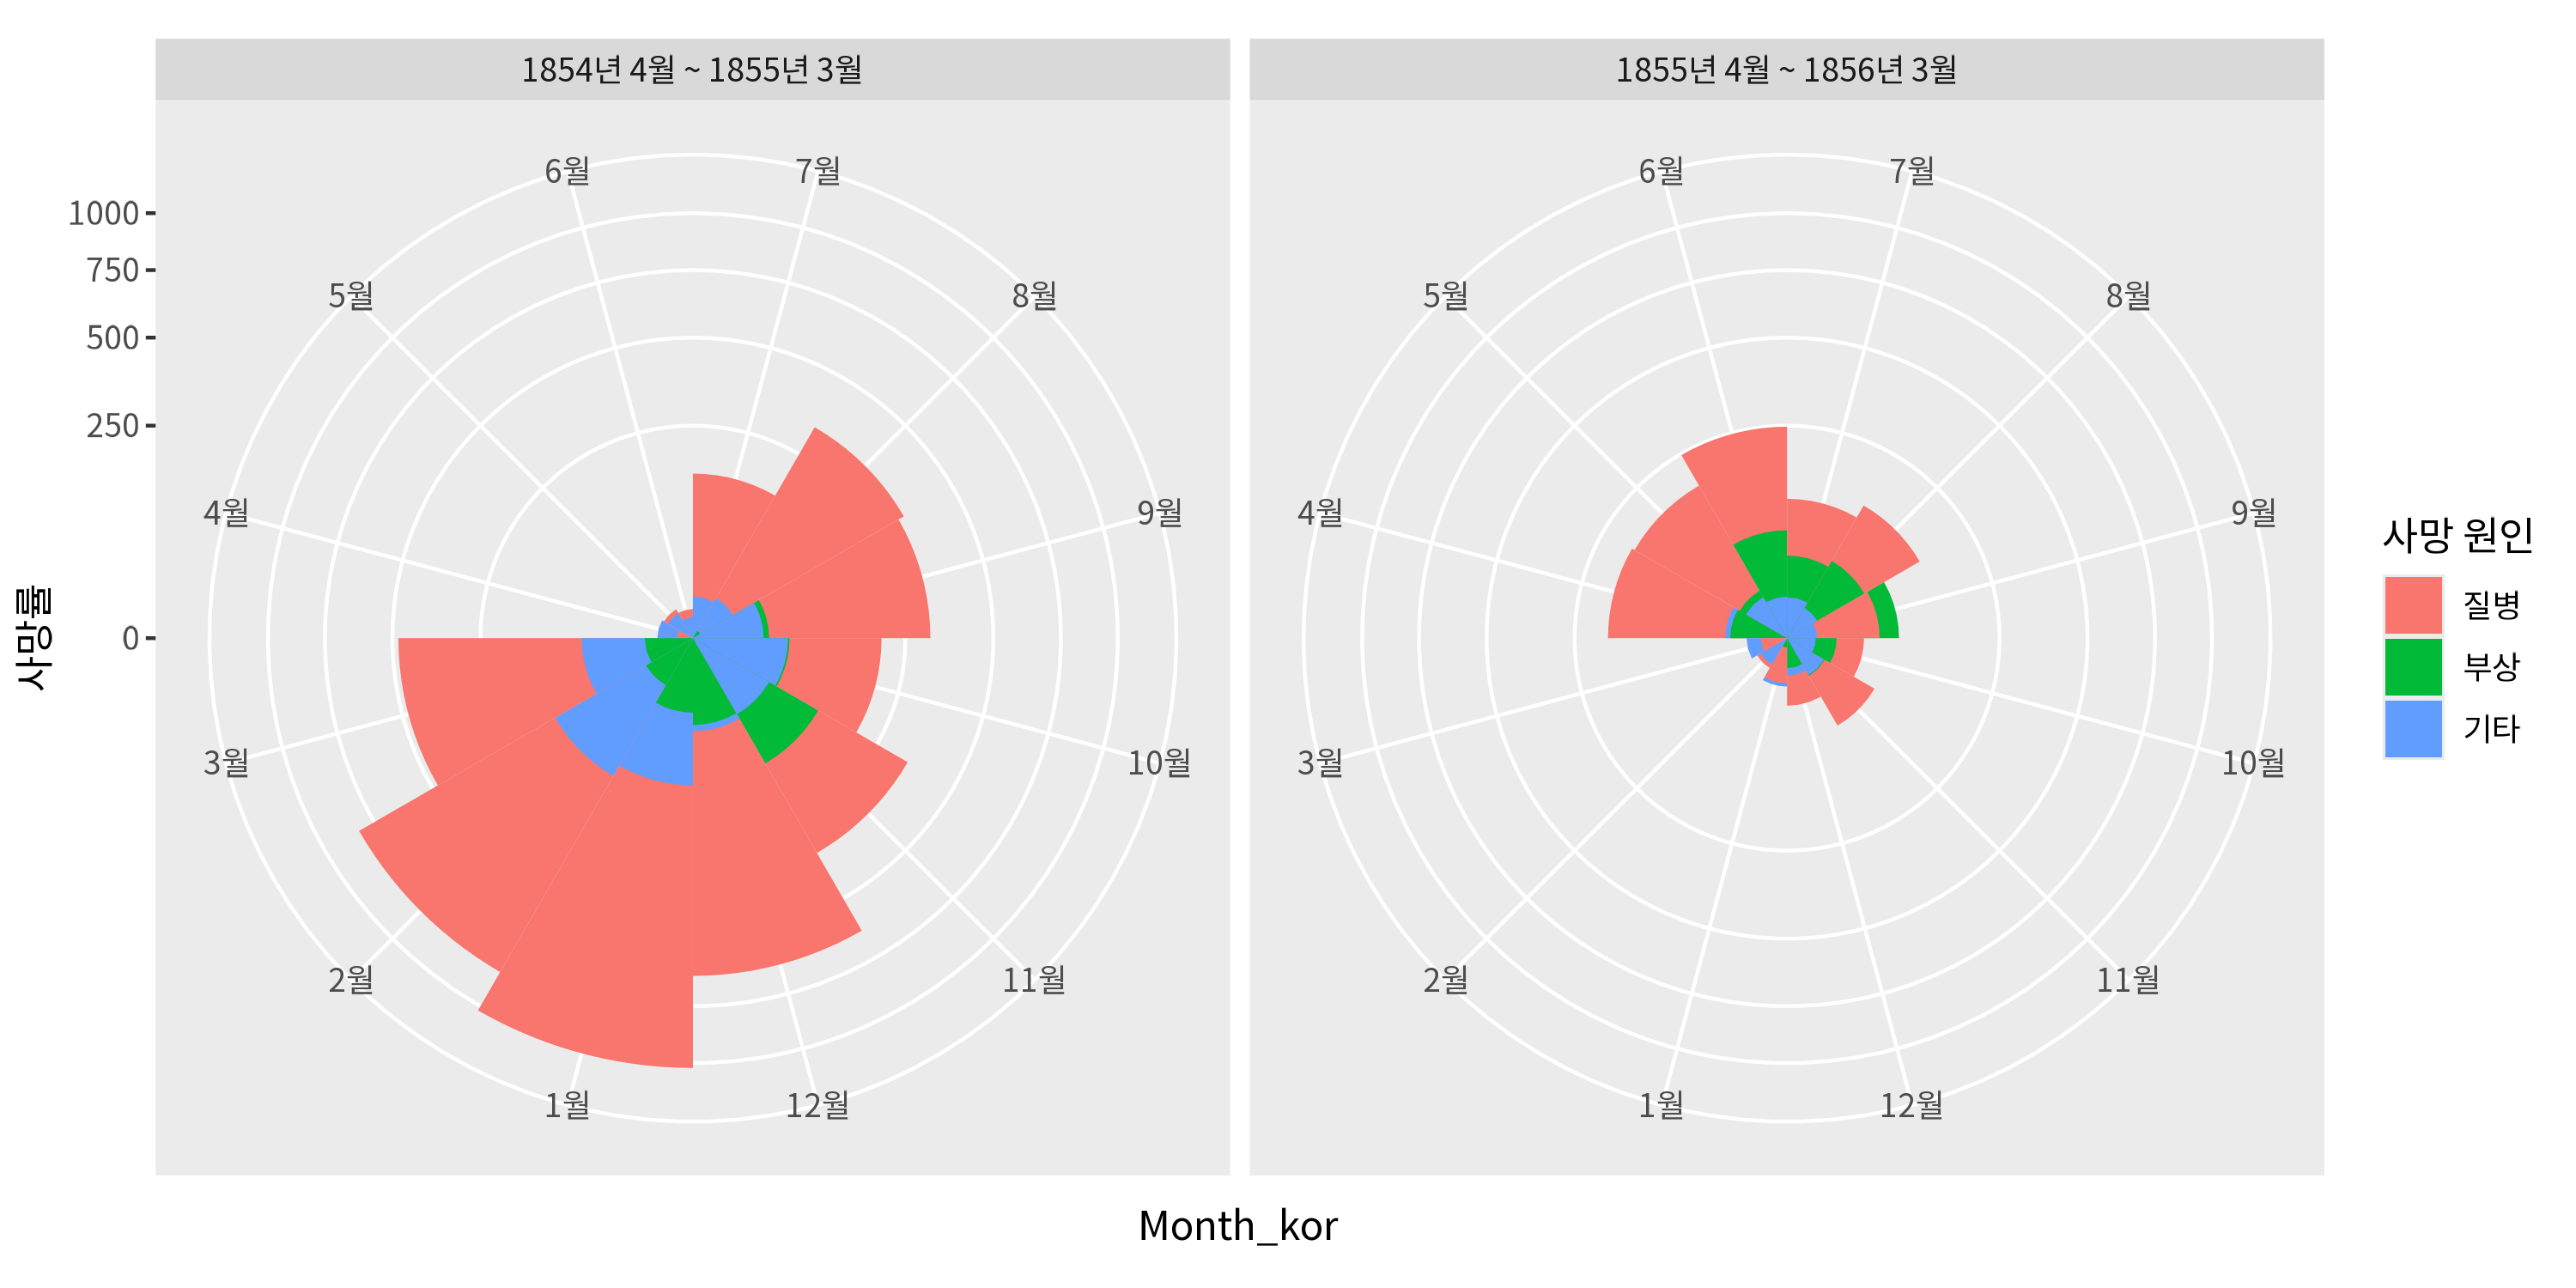 1854년 4월 ~ 1855년 3월
1855년 4월 ~ 1856년 3월
사망률
1000
750
500
250
0
6월
7월
5월
8월
4월
9월
3월
10월
2월
11월
1월
12월
6월
7월
5월
8월
4월
9월
3월
10월
2월
11월
1월
12월
Month_kor
사망 원인
질병
부상
기타